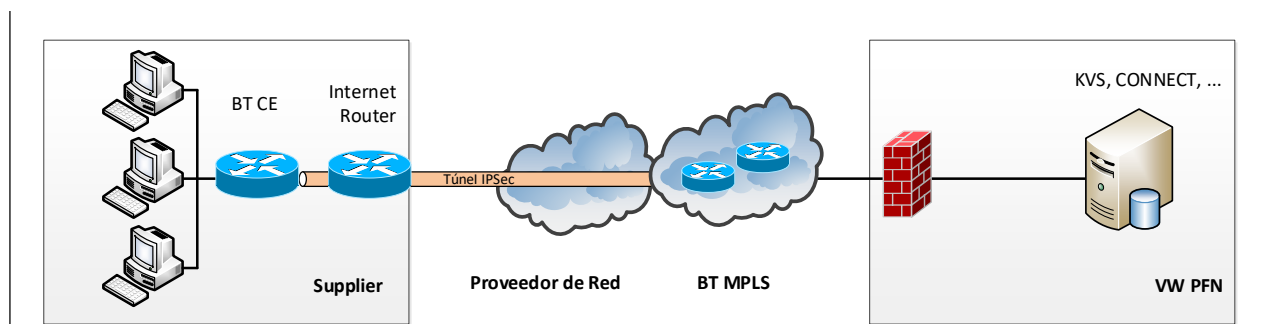 BT CE
Internet
Router
KVS, CONNECT, ...
Túnel IPSec
Supplier
Proveedor de Red
BT MPLS
VW PFN